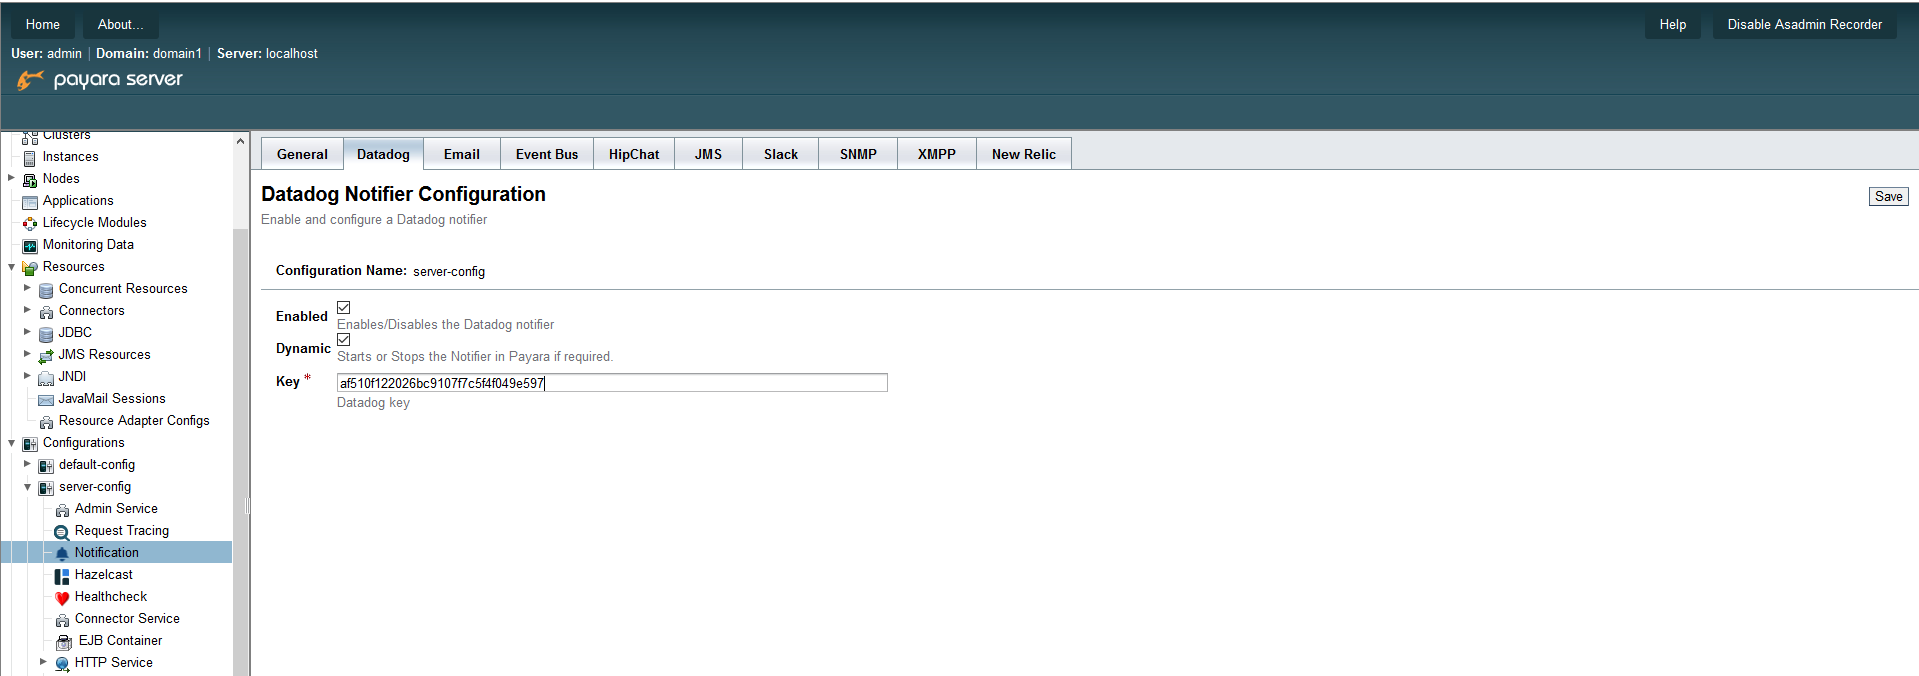 Home About... Help Disable Asadmin Recorder
User: admin | Domain: domain1 | Server: localhost
payara server
Clusters
Instances
Nodes
Applications
Lifecycle Modules
Monitoring Data
Resources
Concurrent Resources
Connectors
JDBC
JMS Resources
JNDI
JavaMail Sessions
Resource Adapter Configs
Configurations
default-config
server-config
Admin Service
Request Tracing
Notification
Hazelcast
Healthcheck
Connector Service
EJB Container
HTTP Service
General Datadog Email Event Bus HipChat JMS Slack SNMP XMPP New Relic
Datadog Notifier Configuration
Save
Enable and configure a Datadog notifier
Configuration Name: server-config
Enabled
Enables/Disables the Datadog notifier
Dynamic
Starts or Stops the Notifier in Payara if required.
Key * af510f122026bc9107f7c5f4f049e597
Datadog key